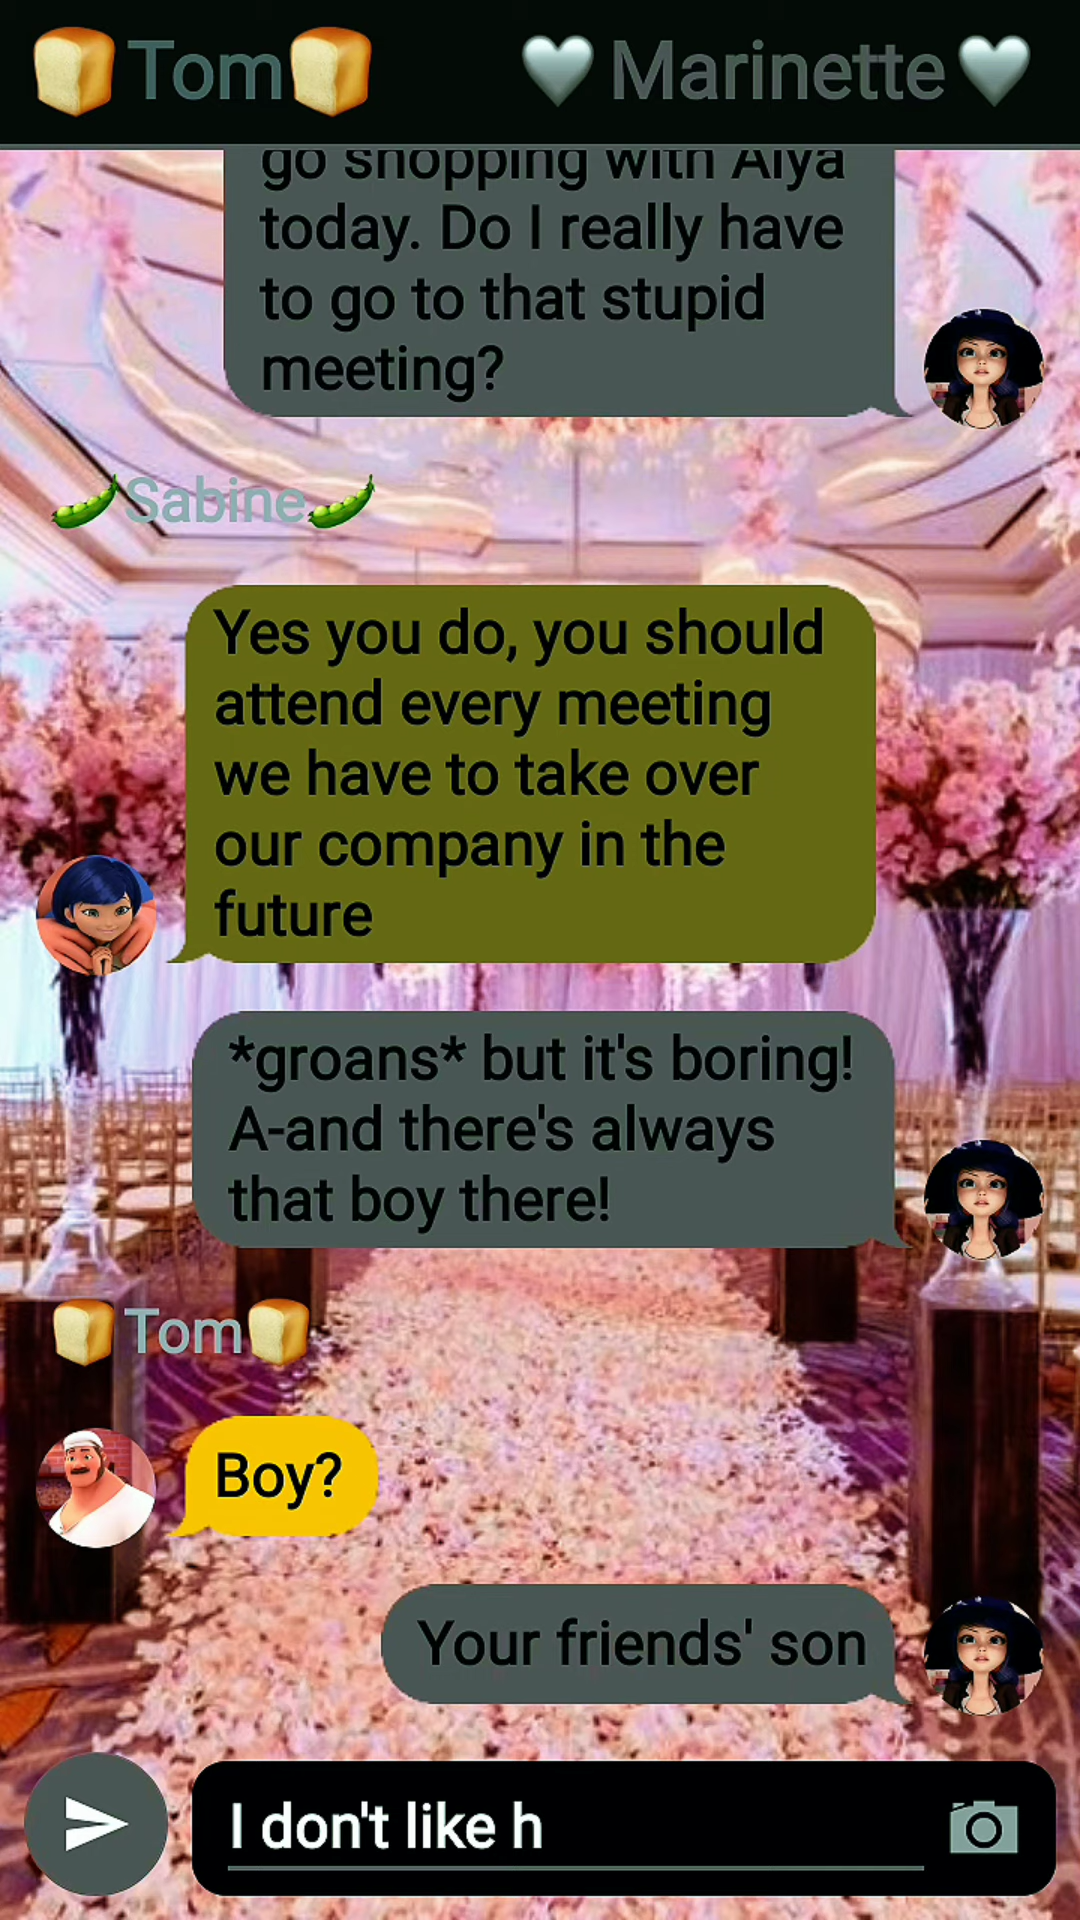 🍞Tom🍞 🤍Marinette🤍
go shopping with Alya
today. Do I really have
to go to that stupid
meeting?
🫛Sabine🫛
Yes you do, you should
attend every meeting
we have to take over
our company in the
future
*groans* but it's boring!
A-and there's always
that boy there!
🍞Tom🍞
Boy?
Your friends' son
I don't like h